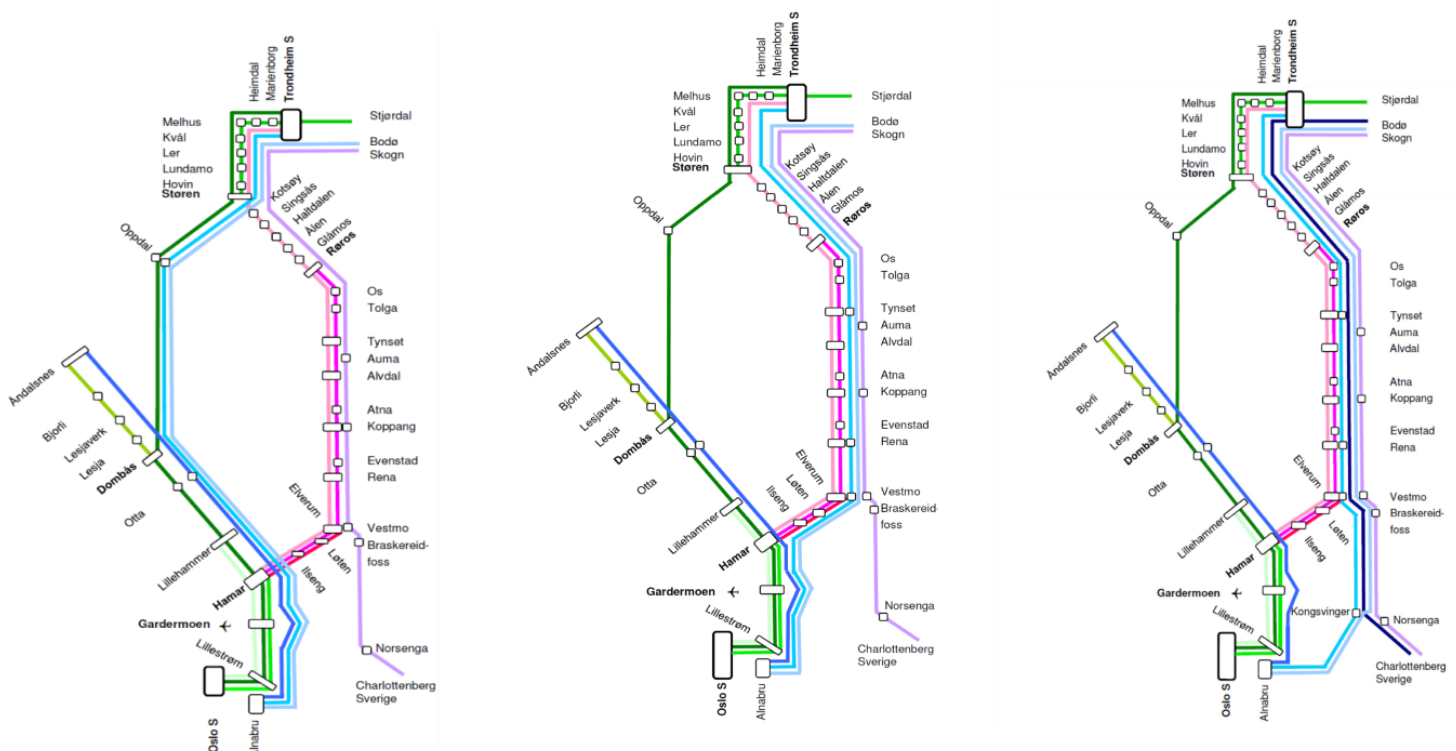 Heimdal
Marienborg
Trondheim S
Melhus
Kvål
Ler
Lundamo
Hovin
Støren
Stjørdal
Bodø
Skogn
Kotsøy
Singsås
Haltdalen
Ålen
Glåmos
Røros
Oppdal
Os
Tolga
Tynset
Auma
Alvdal
Atna
Koppang
Evenstad
Rena
Åndalsnes
Bjorli
Lesjaverk
Lesja
Dombås
Otta
Lillehammer
Hamar
Elverum
Løten
Ilseng
Vestmo
Braskereid-
foss
Gardermoen
Lillestrøm
Norsenga
Charlottenberg
Sverige
Oslo S
Alnabru
Heimdal
Marienborg
Trondheim S
Melhus
Kvål
Ler
Lundamo
Hovin
Støren
Stjørdal
Bodø
Skogn
Kotsøy
Singsås
Haltdalen
Ålen
Glåmos
Røros
Oppdal
Os
Tolga
Tynset
Auma
Alvdal
Atna
Koppang
Evenstad
Rena
Åndalsnes
Bjorli
Lesjaverk
Lesja
Dombås
Otta
Lillehammer
Hamar
Elverum
Løten
Ilseng
Vestmo
Braskereid-
foss
Gardermoen
Lillestrøm
Norsenga
Charlottenberg
Sverige
Oslo S
Alnabru
Heimdal
Marienborg
Trondheim S
Melhus
Kvål
Ler
Lundamo
Hovin
Støren
Stjørdal
Bodø
Skogn
Kotsøy
Singsås
Haltdalen
Ålen
Glåmos
Røros
Oppdal
Os
Tolga
Tynset
Auma
Alvdal
Atna
Koppang
Evenstad
Rena
Åndalsnes
Bjorli
Lesjaverk
Lesja
Dombås
Otta
Lillehammer
Hamar
Elverum
Løten
Ilseng
Vestmo
Braskereid-
foss
Gardermoen
Kongsvinger
Lillestrøm
Norsenga
Charlottenberg
Sverige
Oslo S
Alnabru